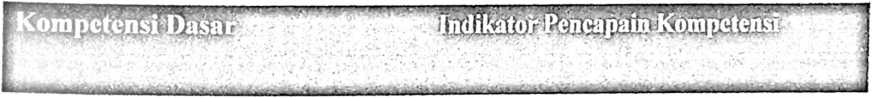 Kompetensi Dasar
Indikator Pencapain Kompetensi